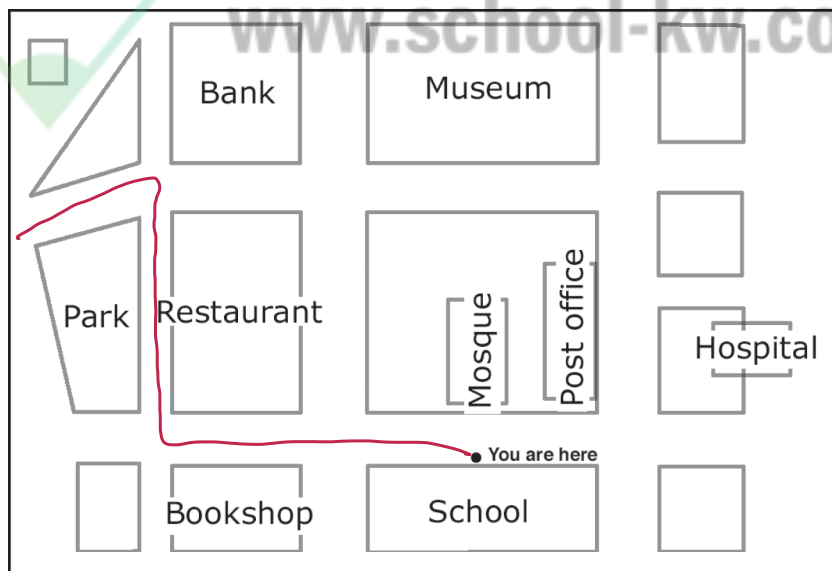 www.school-kw.co
Bank
Museum
Park
Restaurant
Mosque
Post office
Hospital
You are here
Bookshop
School